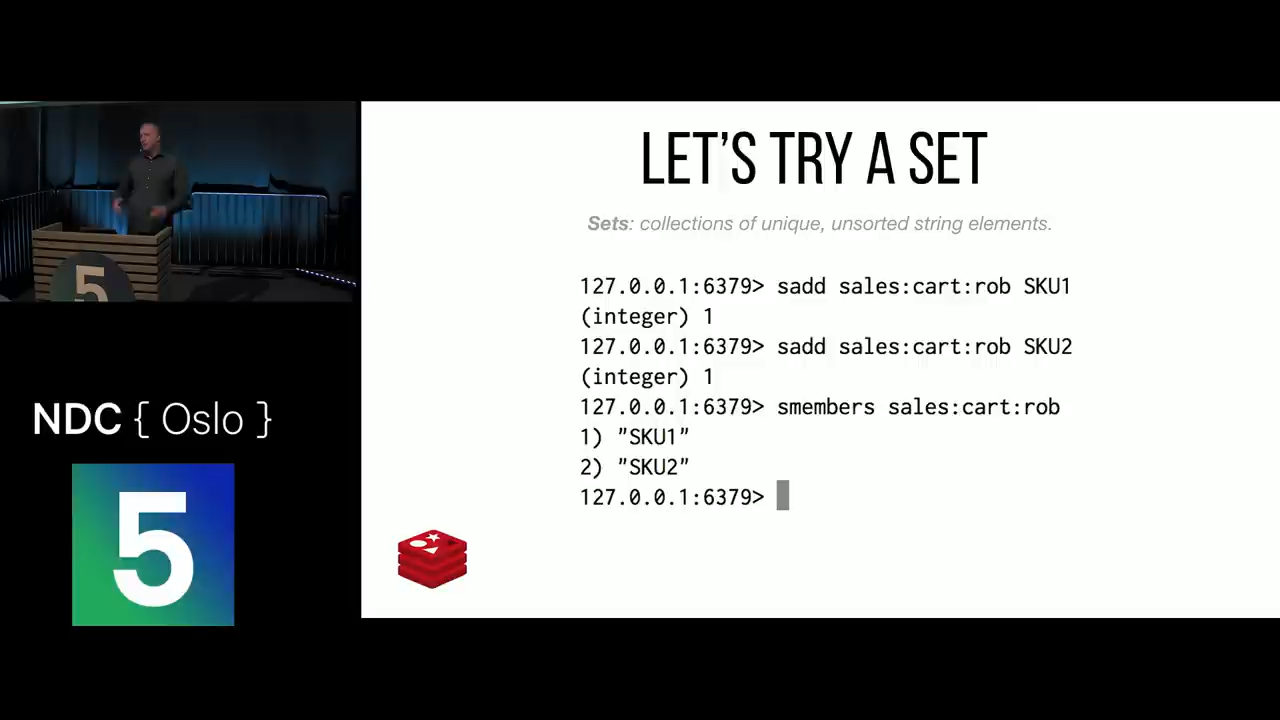 LET'S TRY A SET
Sets: collections of unique, unsorted string elements.
127.0.0.1:6379> sadd sales:cart:rob SKU1
(integer) 1
127.0.0.1:6379> sadd sales:cart:rob SKU2
(integer) 1
127.0.0.1:6379> smembers sales:cart:rob
1) "SKU1"
2) "SKU2"
127.0.0.1:6379>
5
NDC { Oslo }
5